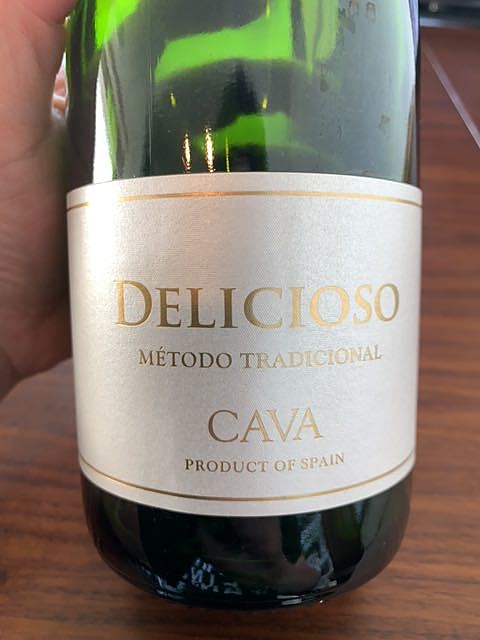 DELICIOSO
MÉTODO TRADICIONAL
CAVA
PRODUCT OF SPAIN